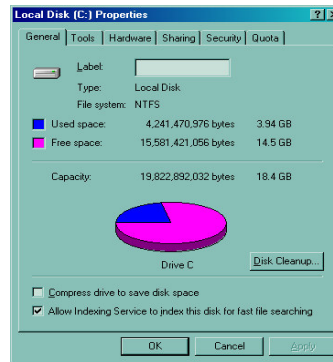 Local Disk (C:) Properties
General Tools Hardware Sharing Security Quota
Label:
Type: Local Disk
File system: NTFS
Used space: 4,241,470,976 bytes 3.94 GB
Free space: 15,581,421,056 bytes 14.5 GB
Capacity: 19,822,892,032 bytes 18.4 GB
Drive C
Disk Cleanup...
Compress drive to save disk space
Allow Indexing Service to index this disk for fast file searching
OK Cancel Apply